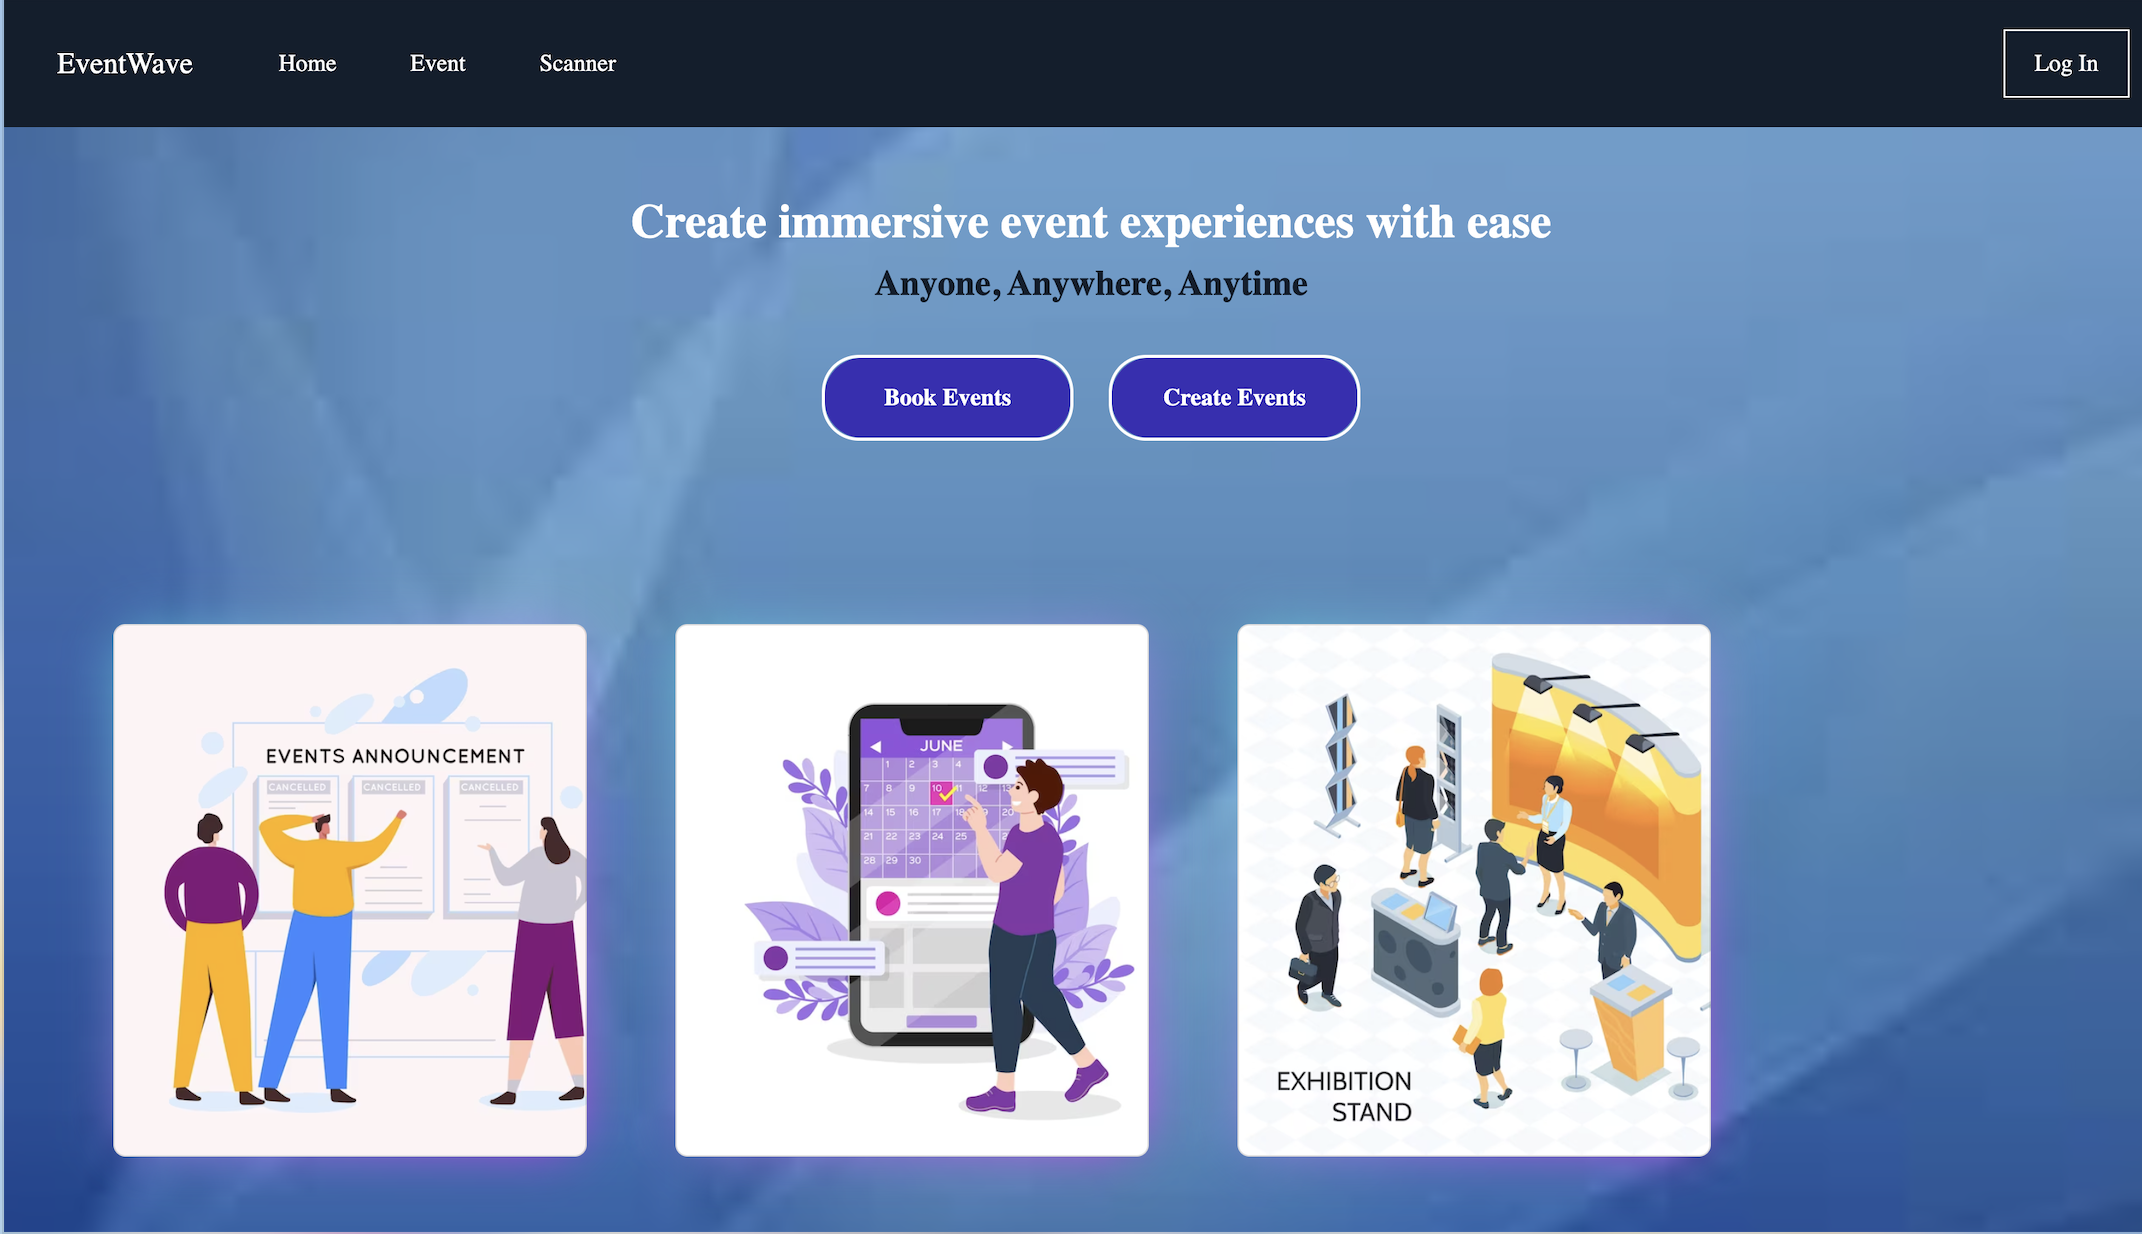 EventWave Home Event Scanner Log In
Create immersive event experiences with ease
Anyone, Anywhere, Anytime
Book Events Create Events
EVENTS ANNOUNCEMENT
CANCELLED CANCELLED CANCELLED
JUNE
1 2 3 4
7 8 9 10 11 12 13
14 15 16 17 18 20
21 22 23 24 25
28 29 30
EXHIBITION
STAND